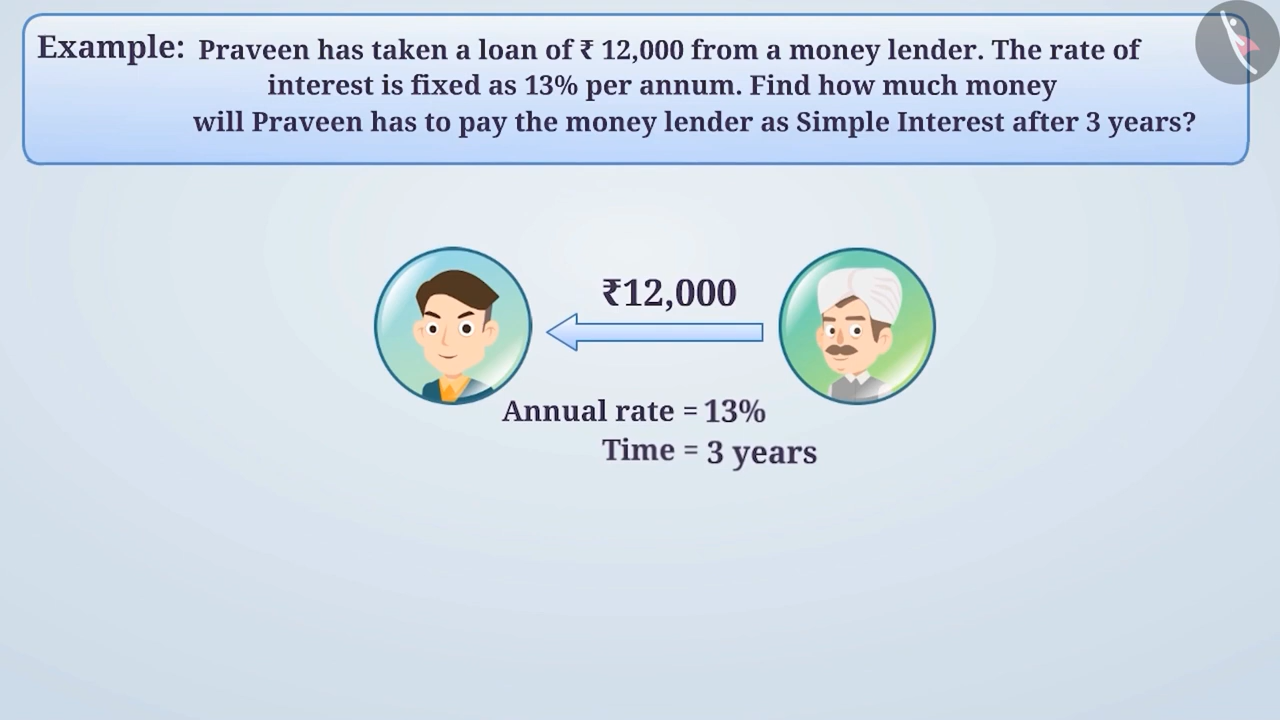 Example: Praveen has taken a loan of ₹ 12,000 from a money lender. The rate of
interest is fixed as 13% per annum. Find how much money
will Praveen has to pay the money lender as Simple Interest after 3 years?
₹12,000
Annual rate = 13%
Time = 3 years